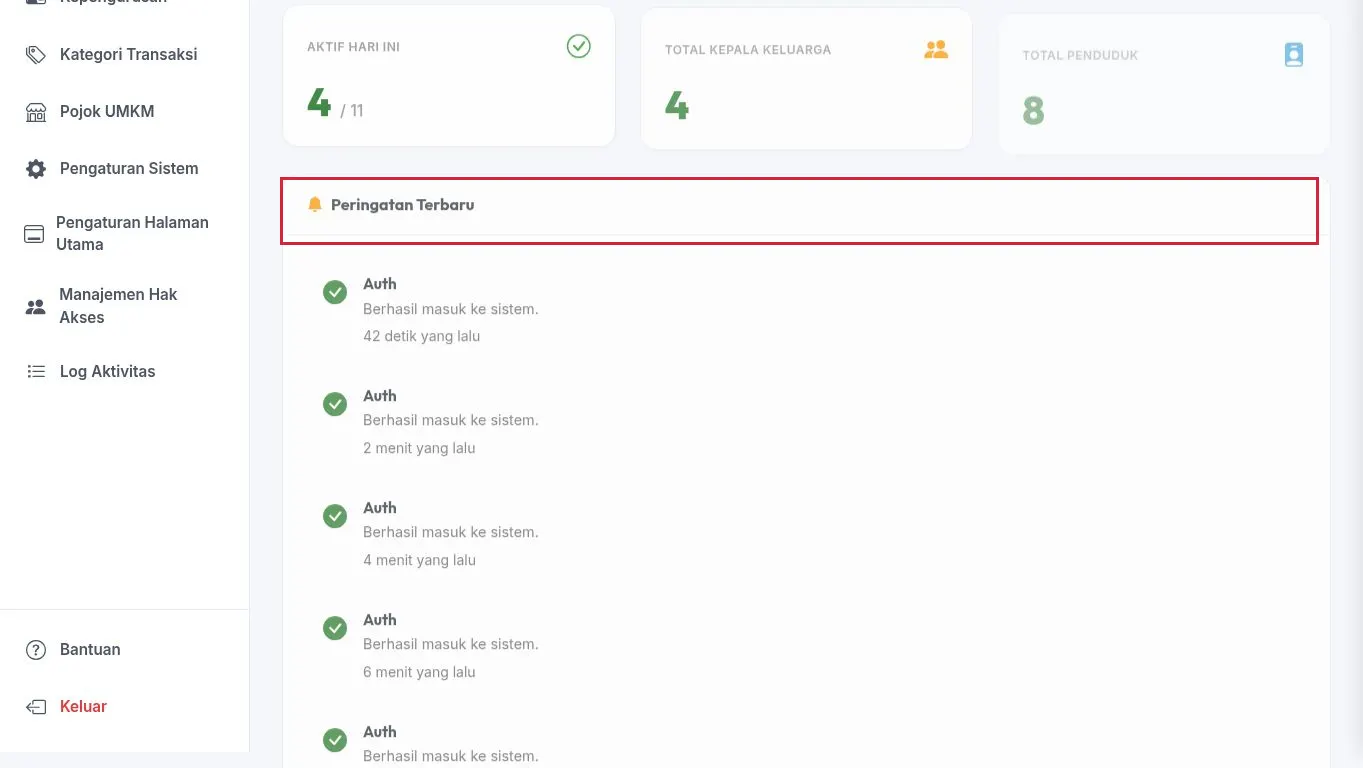 Kategori Transaksi
Pojok UMKM
Pengaturan Sistem
Pengaturan Halaman
Utama
Manajemen Hak
Akses
Log Aktivitas
Bantuan
Keluar
AKTIF HARI INI
4 / 11
TOTAL KEPALA KELUARGA
4
TOTAL PENDUDUK
8
Peringatan Terbaru
Auth
Berhasil masuk ke sistem.
42 detik yang lalu
Auth
Berhasil masuk ke sistem.
2 menit yang lalu
Auth
Berhasil masuk ke sistem.
4 menit yang lalu
Auth
Berhasil masuk ke sistem.
6 menit yang lalu
Auth
Berhasil masuk ke sistem.